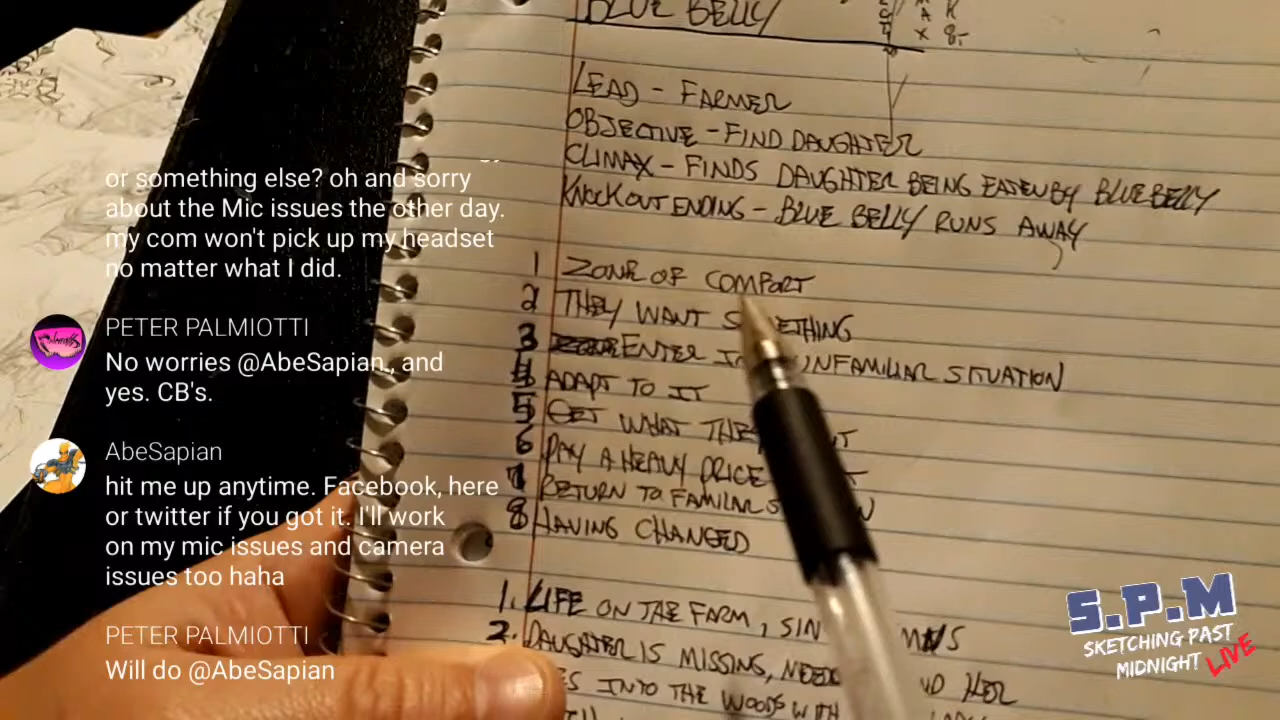 BLUE BELLY
LEAD - FARMER
OBJECTIVE - FIND DAUGHTER
CLIMAX - FINDS DAUGHTER BEING EATEN BY BLUE BELLY
KNOCKOUT ENDING - BLUE BELLY RUNS AWAY
1 ZONE OF COMFORT
2 THEY WANT SOMETHING
3 ENTER UNFAMILIAR SITUATION
4 ADAPT TO IT
5 GET WHAT THEY
6 PAY A HEAVY PRICE
7 RETURN TO FAMILAR
8 HAVING CHANGED
1. LIFE ON THE FARM,
2. DAUGHTER IS MISSING, NEED HER
INTO THE WOODS WITH
or something else? oh and sorry
about the Mic issues the other day.
my com won't pick up my headset
no matter what I did.
PETER PALMIOTTI
No worries @AbeSapian., and
yes. CB's.
AbeSapian
hit me up anytime. Facebook, here
or twitter if you got it. I'll work
on my mic issues and camera
issues too haha
PETER PALMIOTTI
Will do @AbeSapian
S.P.M
SKETCHING PAST
MIDNIGHT LIVE